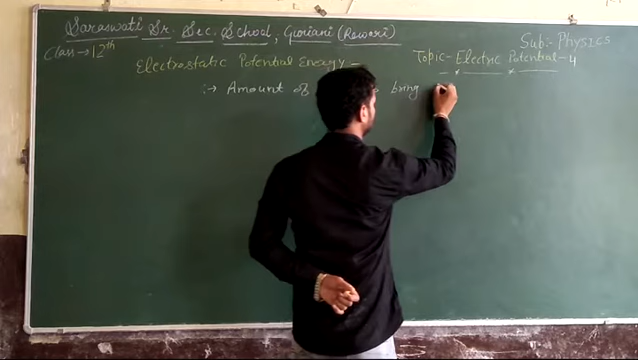 Saraswati Sr. Sec. School, Guriani (Rewari)
Class→12th
Sub:- Physics
Topic- Electric Potential-4
Electrostatic Potential Energy-
:→ Amount of bring